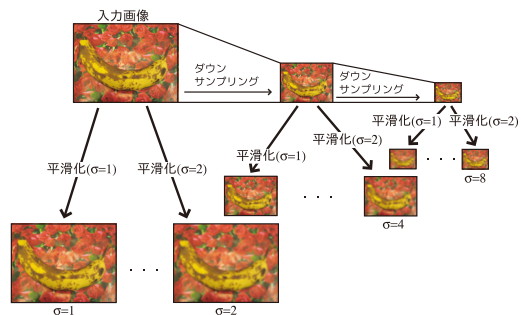 入力画像
ダウン
サンプリング
ダウン
サンプリング
平滑化(σ=1)
平滑化(σ=2)
平滑化(σ=1)
平滑化(σ=2)
平滑化(σ=1)
平滑化(σ=2)
. . .
σ=8
. . .
σ=4
. . .
σ=1
σ=2